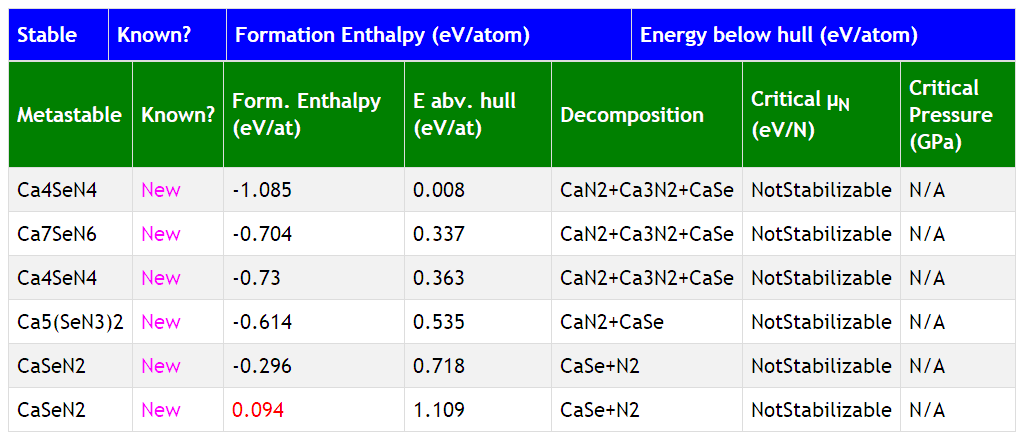 Stable Known? Formation Enthalpy (eV/atom) Energy below hull (eV/atom)
Metastable Known? Form. Enthalpy (eV/at) E abv. hull (eV/at) Decomposition Critical μN (eV/N) Critical Pressure (GPa)
Ca4SeN4 New -1.085 0.008 CaN2+Ca3N2+CaSe NotStabilizable N/A
Ca7SeN6 New -0.704 0.337 CaN2+Ca3N2+CaSe NotStabilizable N/A
Ca4SeN4 New -0.73 0.363 CaN2+Ca3N2+CaSe NotStabilizable N/A
Ca5(SeN3)2 New -0.614 0.535 CaN2+CaSe NotStabilizable N/A
CaSeN2 New -0.296 0.718 CaSe+N2 NotStabilizable N/A
CaSeN2 New 0.094 1.109 CaSe+N2 NotStabilizable N/A